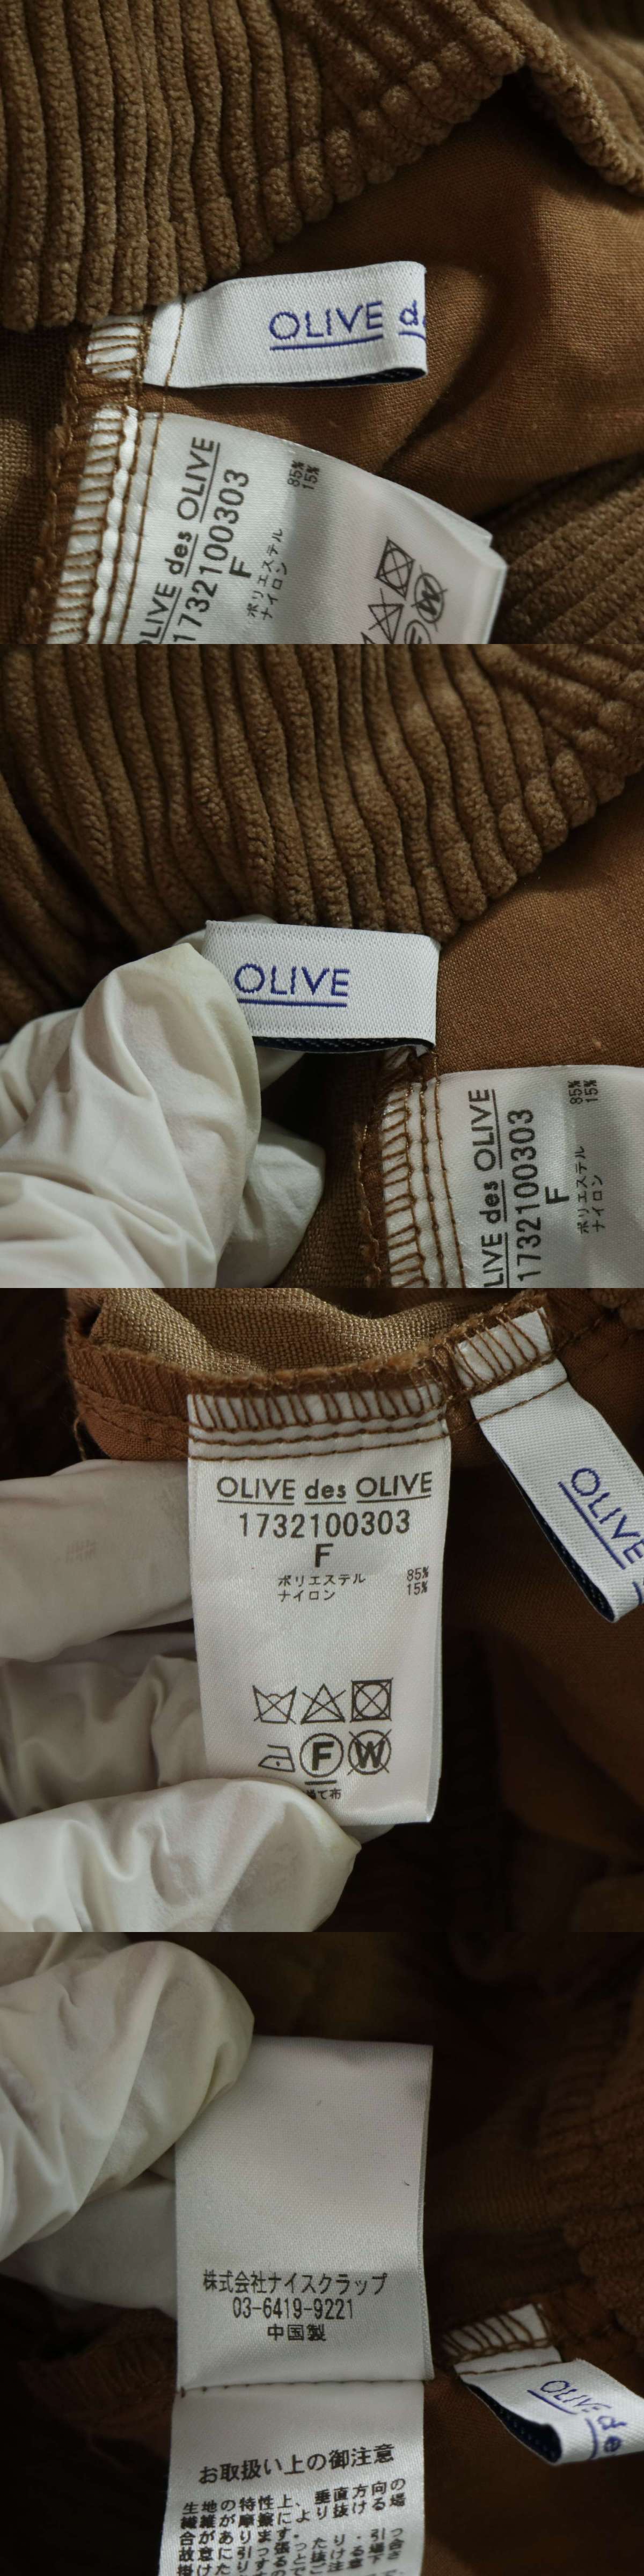 OLIVE d
OLIVE des OLIVE
1732100303
F
ポリエステル 85%
ナイロン 15%
OLIVE
LIVE des OLIVE
1732100303
F
ポリエステル 85%
ナイロン 15%
OLIVE des OLIVE
1732100303
F
ポリエステル 85%
ナイロン 15%
F
W
て布
OLIVE
株式会社ナイスクラップ
03-6419-9221
中国製
OLIVE de
お取扱い上の御注意
生地の特性上、垂直方向の
繊維が摩擦により抜ける場
合があります。